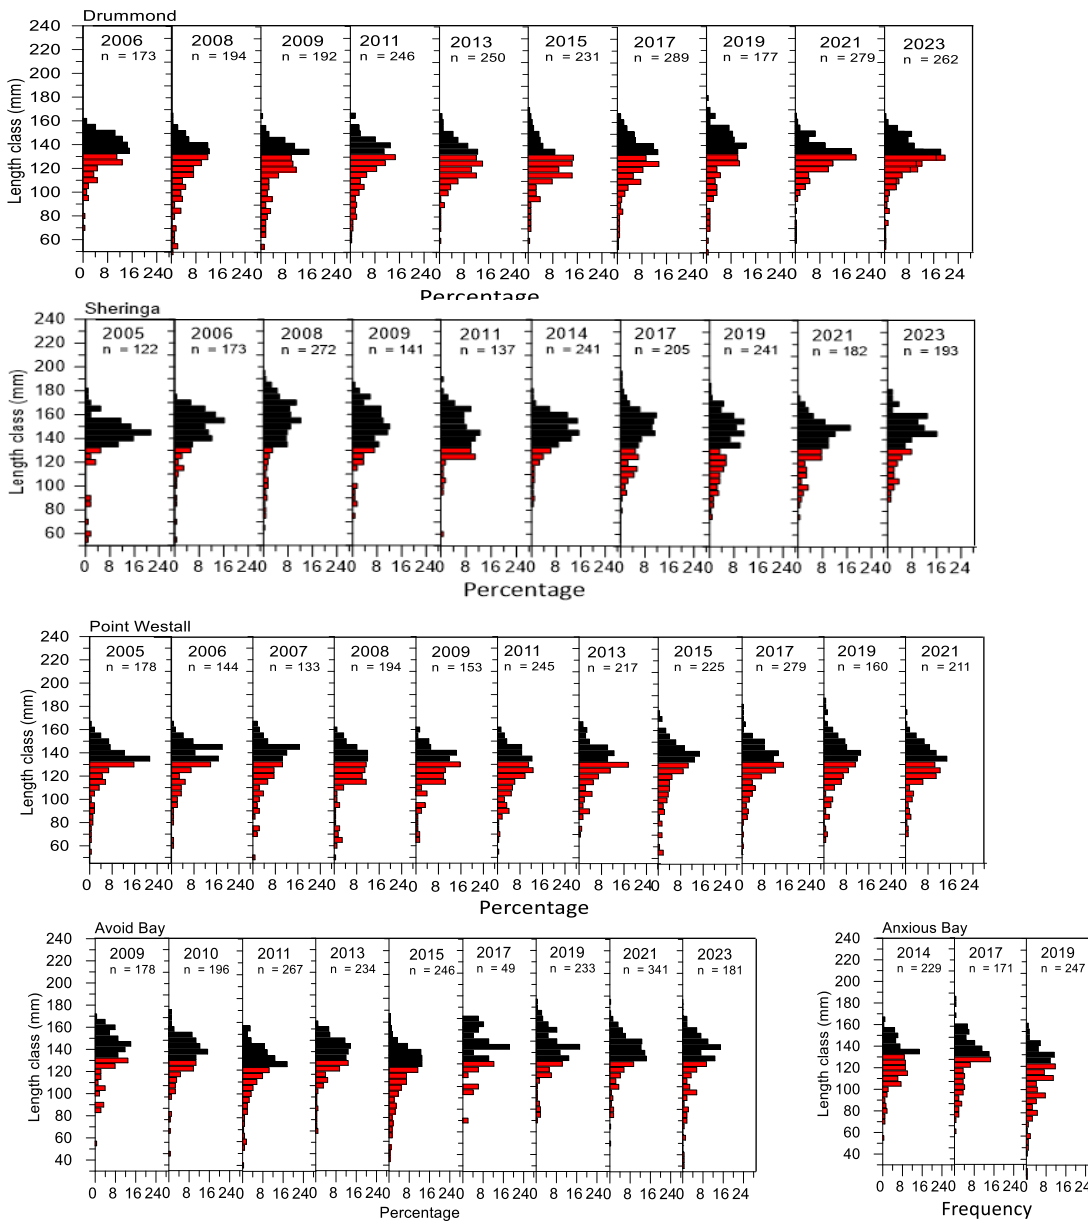 Drummond
2006 2008 2009 2011 2013 2015 2017 2019 2021 2023
n = 173 n = 194 n = 192 n = 246 n = 250 n = 231 n = 289 n = 177 n = 279 n = 262
240
220
200
180
160
140
120
100
80
60
Length class (mm)
0 8 16 240 8 16 240 8 16 240 8 16 240 8 16 240 8 16 240 8 16 240 8 16 240 8 16 240 8 16 24
Percentage
Sheringa
2005 2006 2008 2009 2011 2014 2017 2019 2021 2023
n = 122 n = 173 n = 272 n = 141 n = 137 n = 241 n = 205 n = 241 n = 182 n = 193
240
220
200
180
160
140
120
100
80
60
Length class (mm)
0 8 16 240 8 16 240 8 16 240 8 16 240 8 16 240 8 16 240 8 16 240 8 16 240 8 16 240 8 16 24
Percentage
Point Westall
2005 2006 2007 2008 2009 2011 2013 2015 2017 2019 2021
n = 178 n = 144 n = 133 n = 194 n = 153 n = 245 n = 217 n = 225 n = 279 n = 160 n = 211
240
220
200
180
160
140
120
100
80
60
Length class (mm)
0 8 16 240 8 16 240 8 16 240 8 16 240 8 16 240 8 16 240 8 16 240 8 16 240 8 16 240 8 16 240 8 16 24
Percentage
Avoid Bay
2009 2010 2011 2013 2015 2017 2019 2021 2023
n = 178 n = 196 n = 267 n = 234 n = 246 n = 49 n = 233 n = 341 n = 181
240
220
200
180
160
140
120
100
80
60
40
Length class (mm)
0 8 16 240 8 16 240 8 16 240 8 16 240 8 16 240 8 16 240 8 16 240 8 16 240 8 16 24
Percentage
Anxious Bay
2014 2017 2019
n = 229 n = 171 n = 247
240
220
200
180
160
140
120
100
80
60
40
Length class (mm)
0 8 16 240 8 16 240 8 16
Frequency